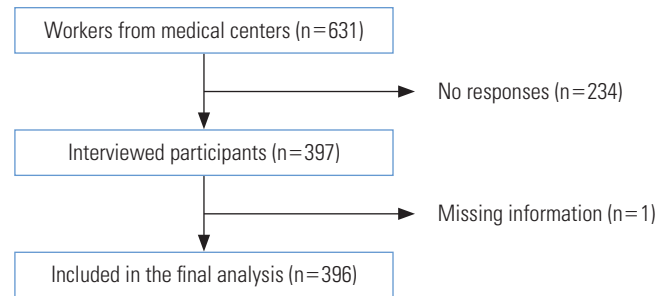 Workers from medical centers (n=631)
No responses (n=234)
Interviewed participants (n=397)
Missing information (n=1)
Included in the final analysis (n=396)